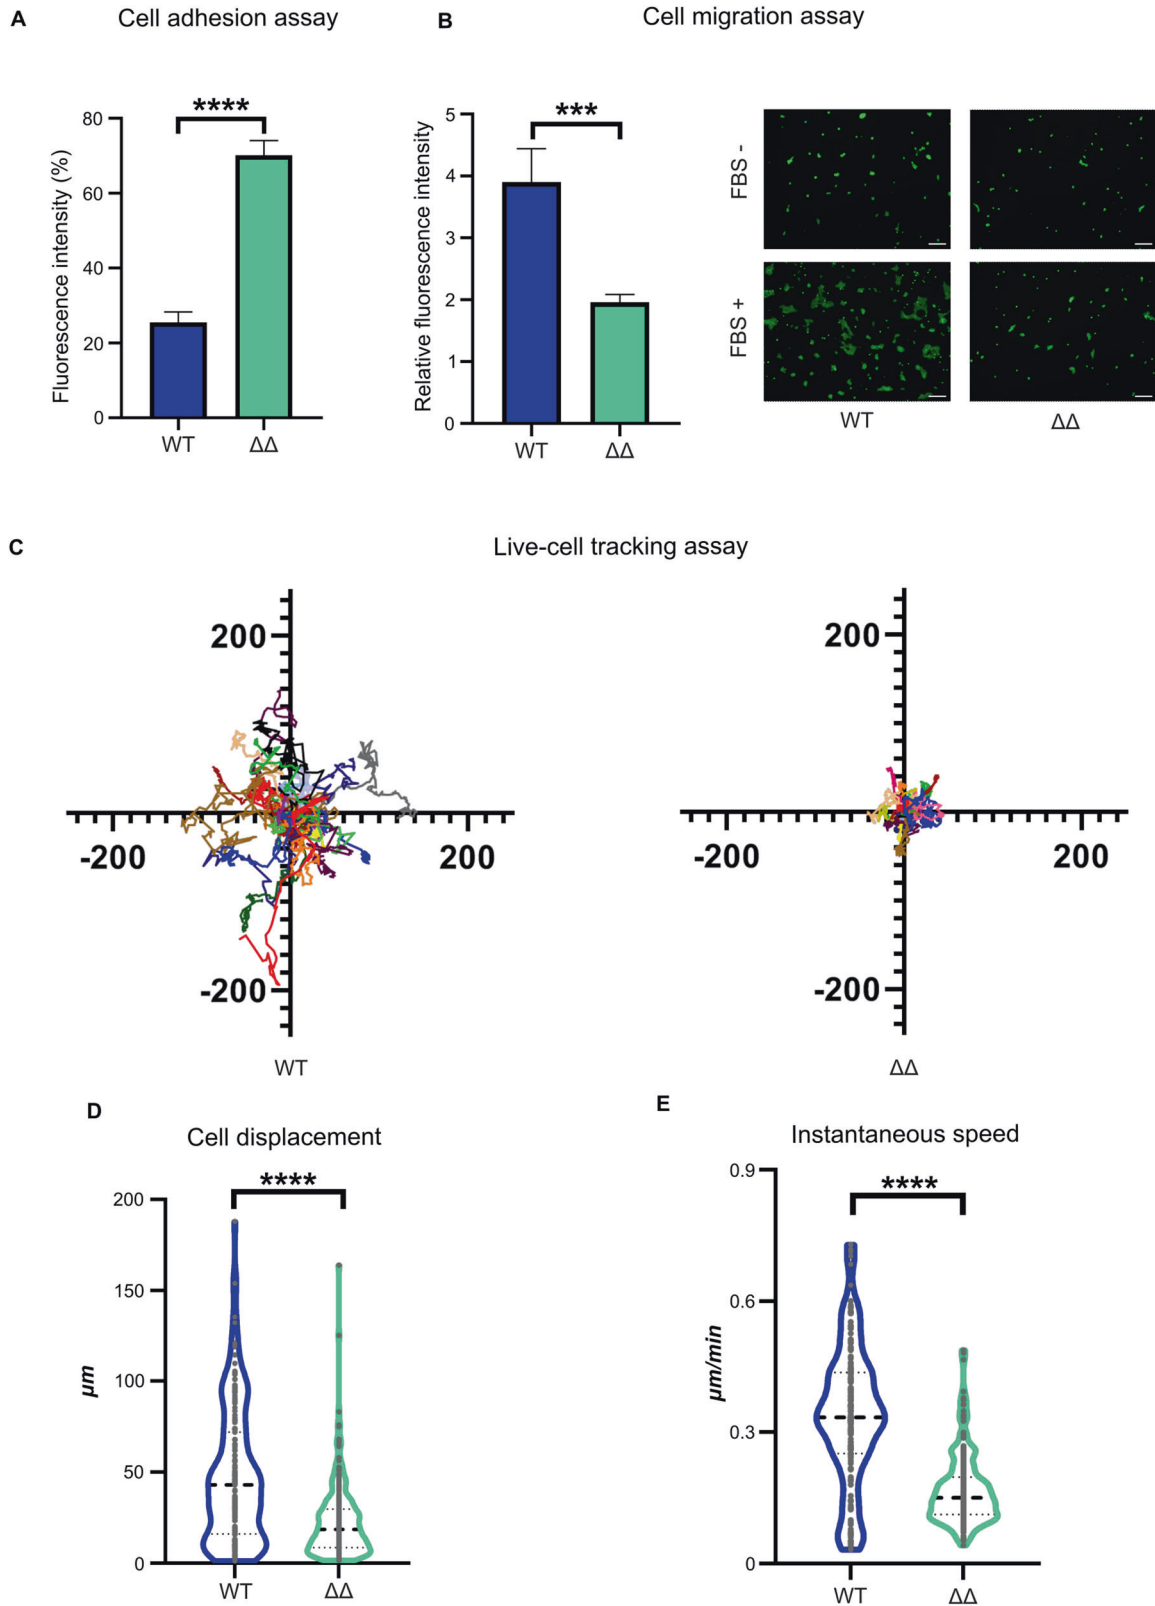 A
Cell adhesion assay
B
Cell migration assay
Fluorescence intensity (%)
80
60
40
20
0
****
WT
ΔΔ
Relative fluorescence intensity
5
4
3
2
1
0
***
WT
ΔΔ
FBS -
FBS +
WT
ΔΔ
C
Live-cell tracking assay
200
-200
200
-200
WT
200
-200
200
-200
ΔΔ
D
Cell displacement
µm
200
150
100
50
0
****
WT
ΔΔ
E
Instantaneous speed
µm/min
0.9
0.6
0.3
0
****
WT
ΔΔ